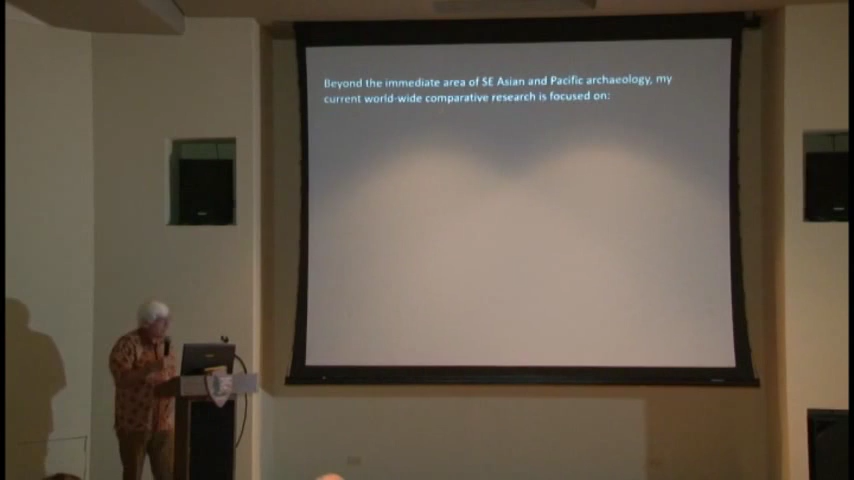 Beyond the immediate area of SE Asian and Pacific archaeology, my
current world-wide comparative research is focused on: